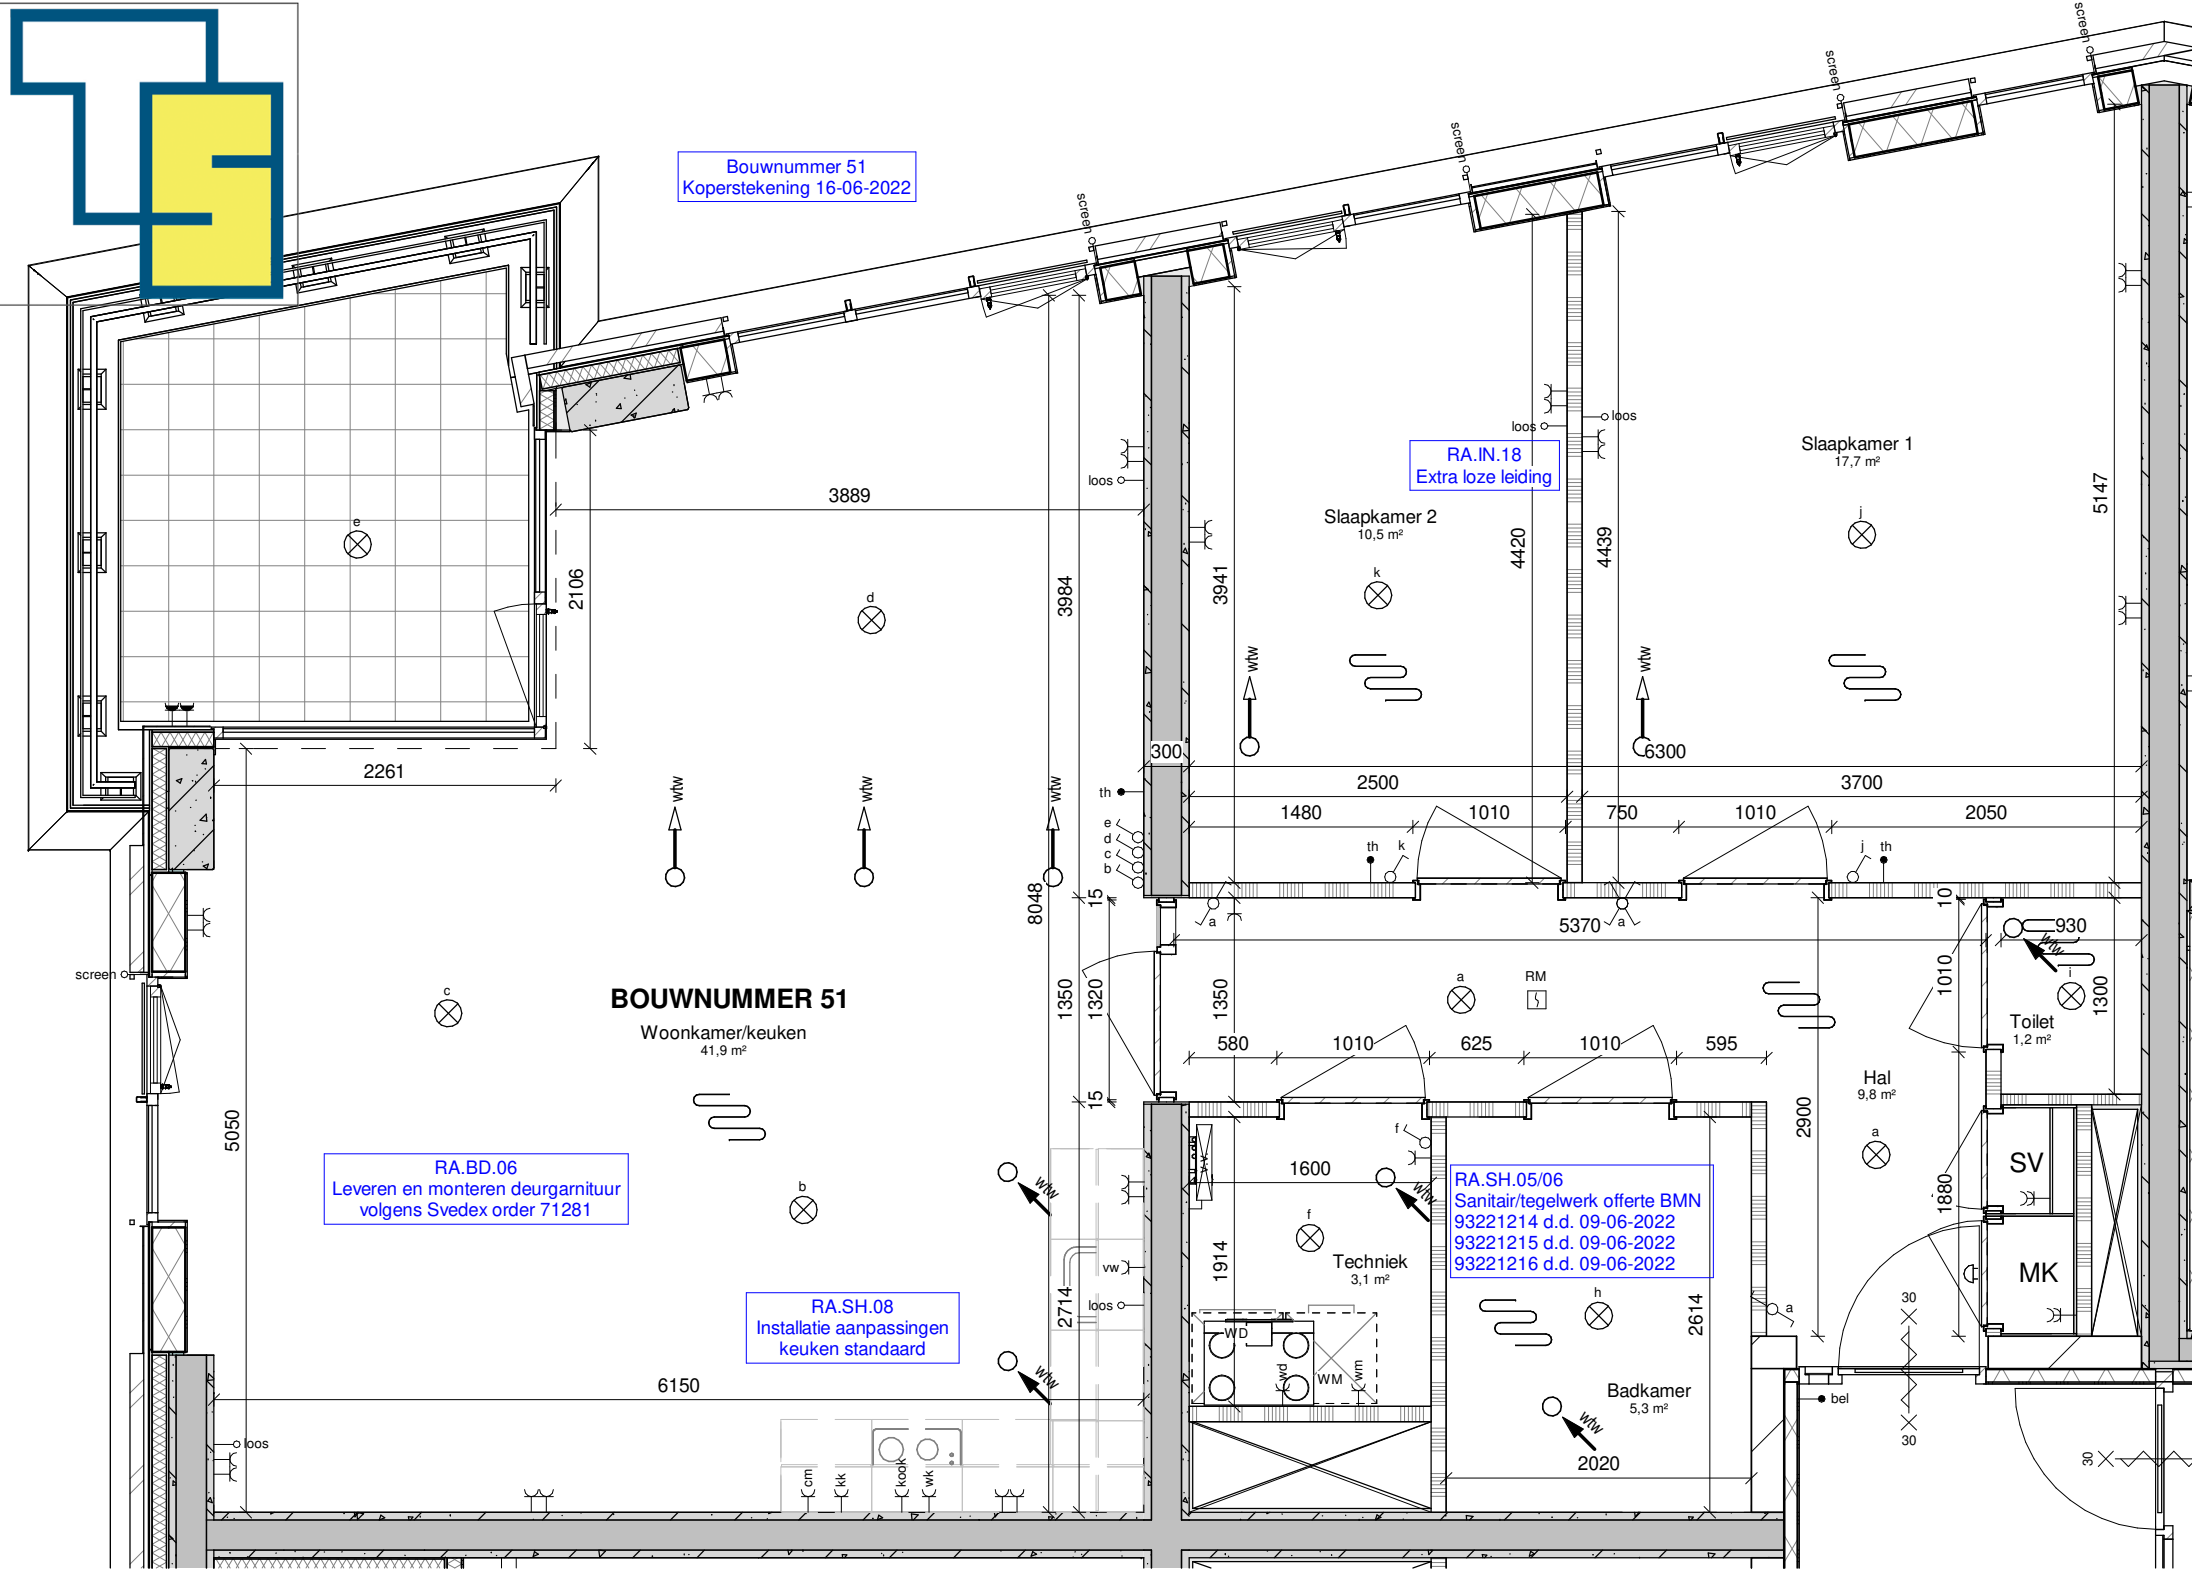 screen
screen
screen
screen
Bouwnummer 51
Koperstekening 16-06-2022
loos
loos
loos
RA.IN.18
Extra loze leiding
Slaapkamer 1
17,7 m²
Slaapkamer 2
10,5 m²
3889
e
d
k
j
2106
3984
3941
4420
4439
5147
wtw
wtw
300
6300
2261
2500
3700
wtw
wtw
wtw
th
1480
1010
750
1010
2050
e
d
c
b
th
k
j
th
8048
15
a
a
5370
10
930
wtw
screen
c
BOUWNUMMER 51
Woonkamer/keuken
41,9 m²
1350
1320
1350
a
RM
1010
i
1300
Toilet
1,2 m²
580
1010
625
1010
595
Hal
9,8 m²
15
5050
2900
a
f
RA.BD.06
Leveren en monteren deurgarnituur
volgens Svedex order 71281
b
wtw
1600
wtw
RA.SH.05/06
Sanitair/tegelwerk offerte BMN
93221214 d.d. 09-06-2022
93221215 d.d. 09-06-2022
93221216 d.d. 09-06-2022
1880
SV
MK
f
Techniek
3,1 m²
1914
vw
loos
2714
RA.SH.08
Installatie aanpassingen
keuken standaard
h
2614
a
30
WD
wd
WM
wm
wtw
6150
Badkamer
5,3 m²
bel
wtw
30
30
loos
cm
kk
kook
wk
2020